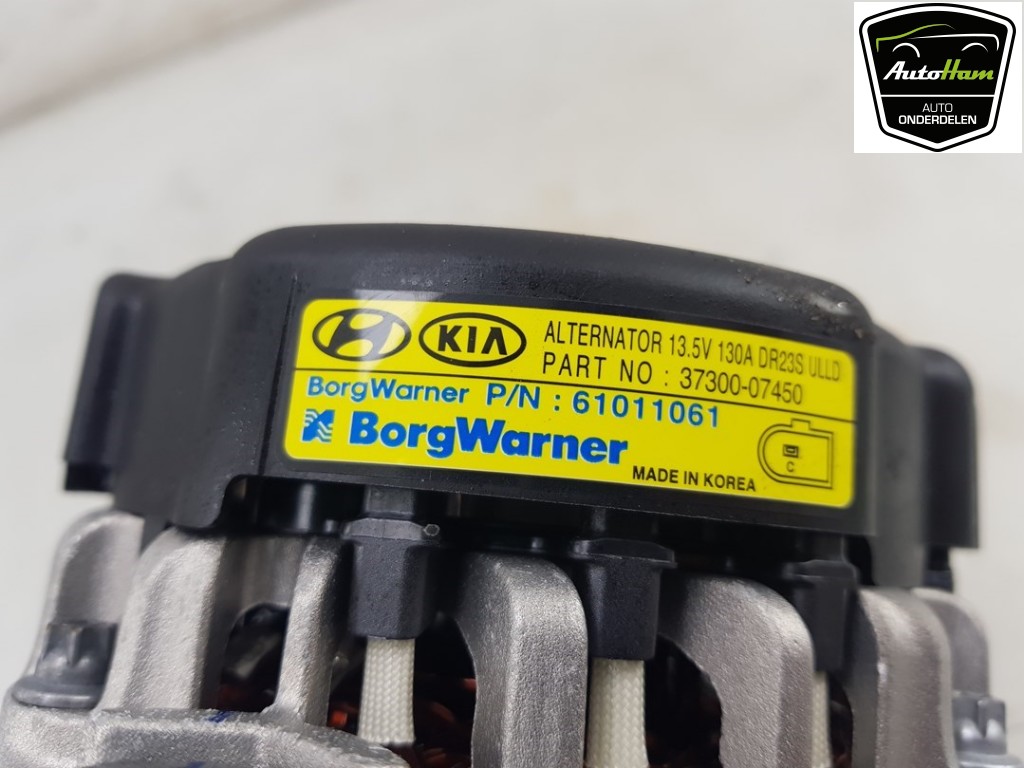 AutoHam
AUTO
ONDERDELEN
KIA
ALTERNATOR 13.5V 130A DR23S ULLD
PART NO : 37300-07450
BorgWarner P/N : 61011061
BorgWarner
MADE IN KOREA
C